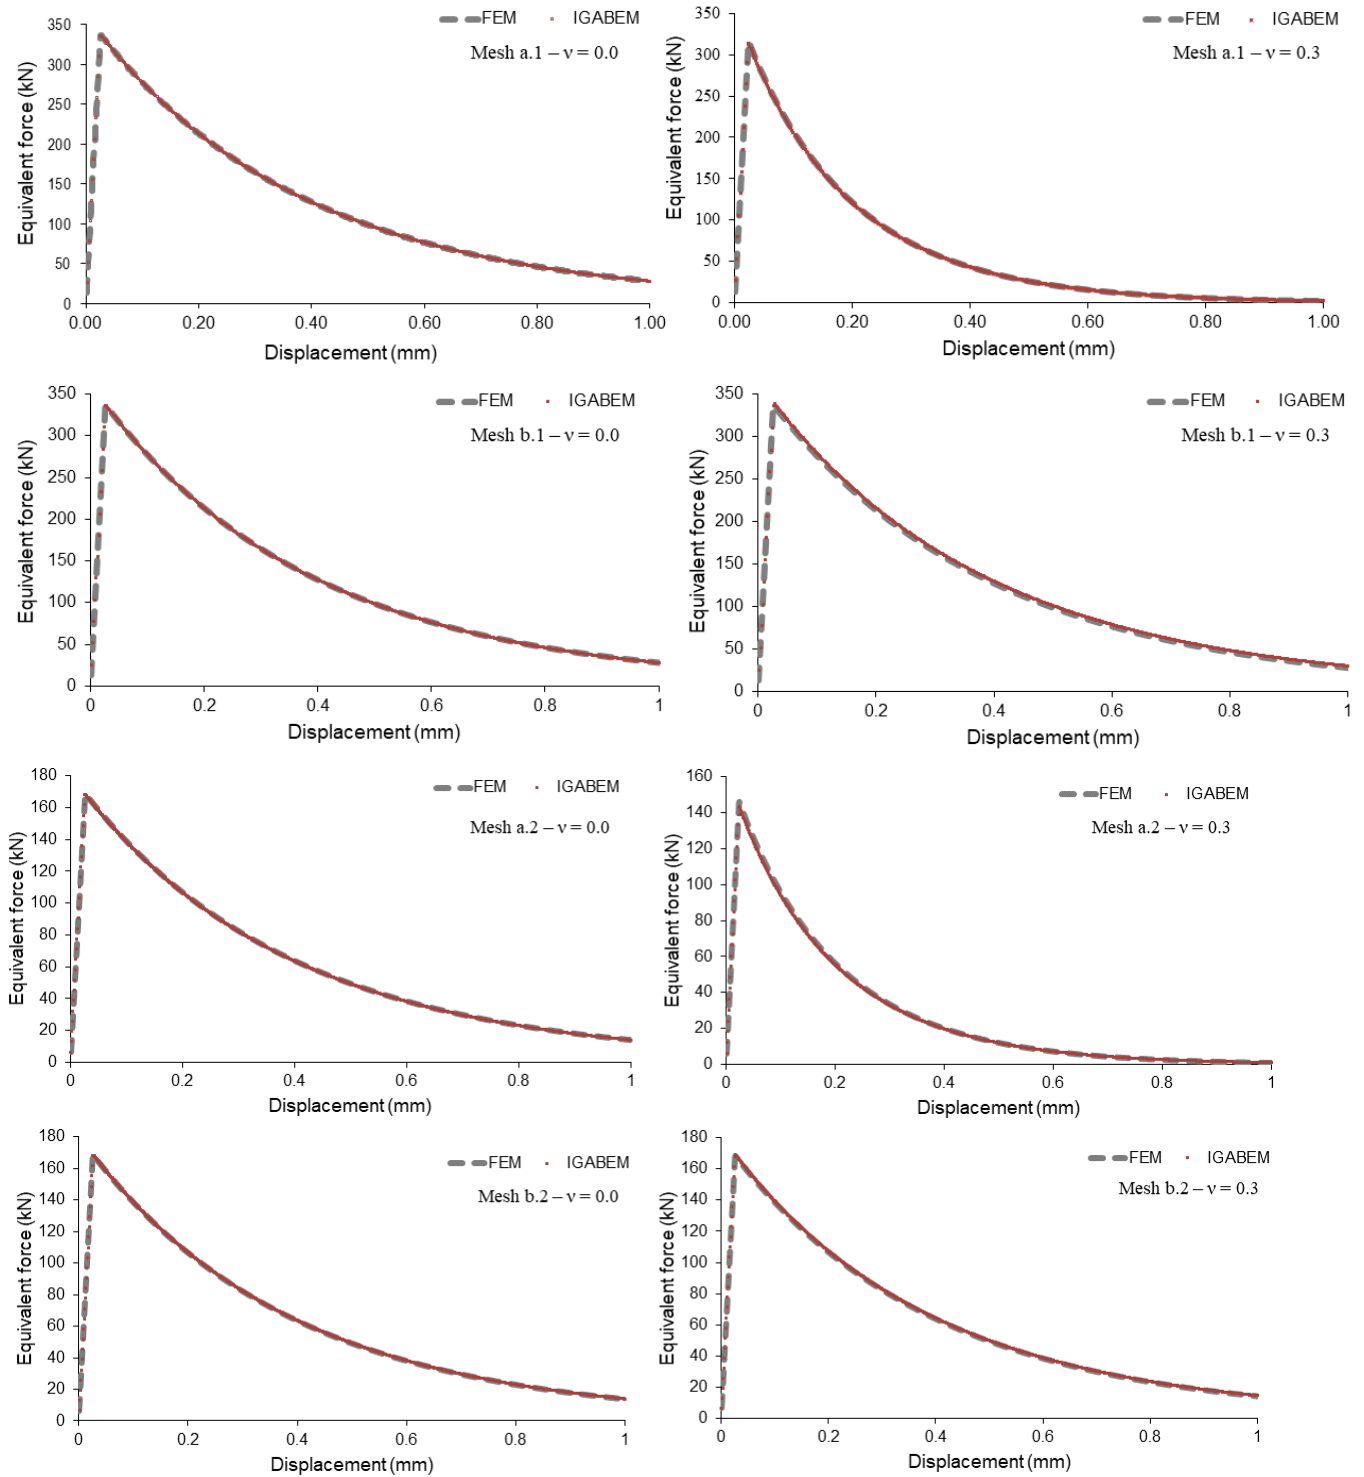 FEM IGABEM
Mesh a.1 – ν = 0.0
Equivalent force (kN)
350
300
250
200
150
100
50
0
0.00 0.20 0.40 0.60 0.80 1.00
Displacement (mm)
FEM IGABEM
Mesh a.1 – ν = 0.3
Equivalent force (kN)
350
300
250
200
150
100
50
0
0.00 0.20 0.40 0.60 0.80 1.00
Displacement (mm)
FEM IGABEM
Mesh b.1 – ν = 0.0
Equivalent force (kN)
350
300
250
200
150
100
50
0
0 0.2 0.4 0.6 0.8 1
Displacement (mm)
FEM IGABEM
Mesh b.1 – ν = 0.3
Equivalent force (kN)
350
300
250
200
150
100
50
0
0 0.2 0.4 0.6 0.8 1
Displacement (mm)
FEM IGABEM
Mesh a.2 – ν = 0.0
Equivalent force (kN)
180
160
140
120
100
80
60
40
20
0
0 0.2 0.4 0.6 0.8 1
Displacement (mm)
FEM IGABEM
Mesh a.2 – ν = 0.3
Equivalent force (kN)
160
140
120
100
80
60
40
20
0
0 0.2 0.4 0.6 0.8 1
Displacement (mm)
FEM IGABEM
Mesh b.2 – ν = 0.0
Equivalent force (kN)
180
160
140
120
100
80
60
40
20
0
0 0.2 0.4 0.6 0.8 1
Displacement (mm)
FEM IGABEM
Mesh b.2 – ν = 0.3
Equivalent force (kN)
180
160
140
120
100
80
60
40
20
0
0 0.2 0.4 0.6 0.8 1
Displacement (mm)